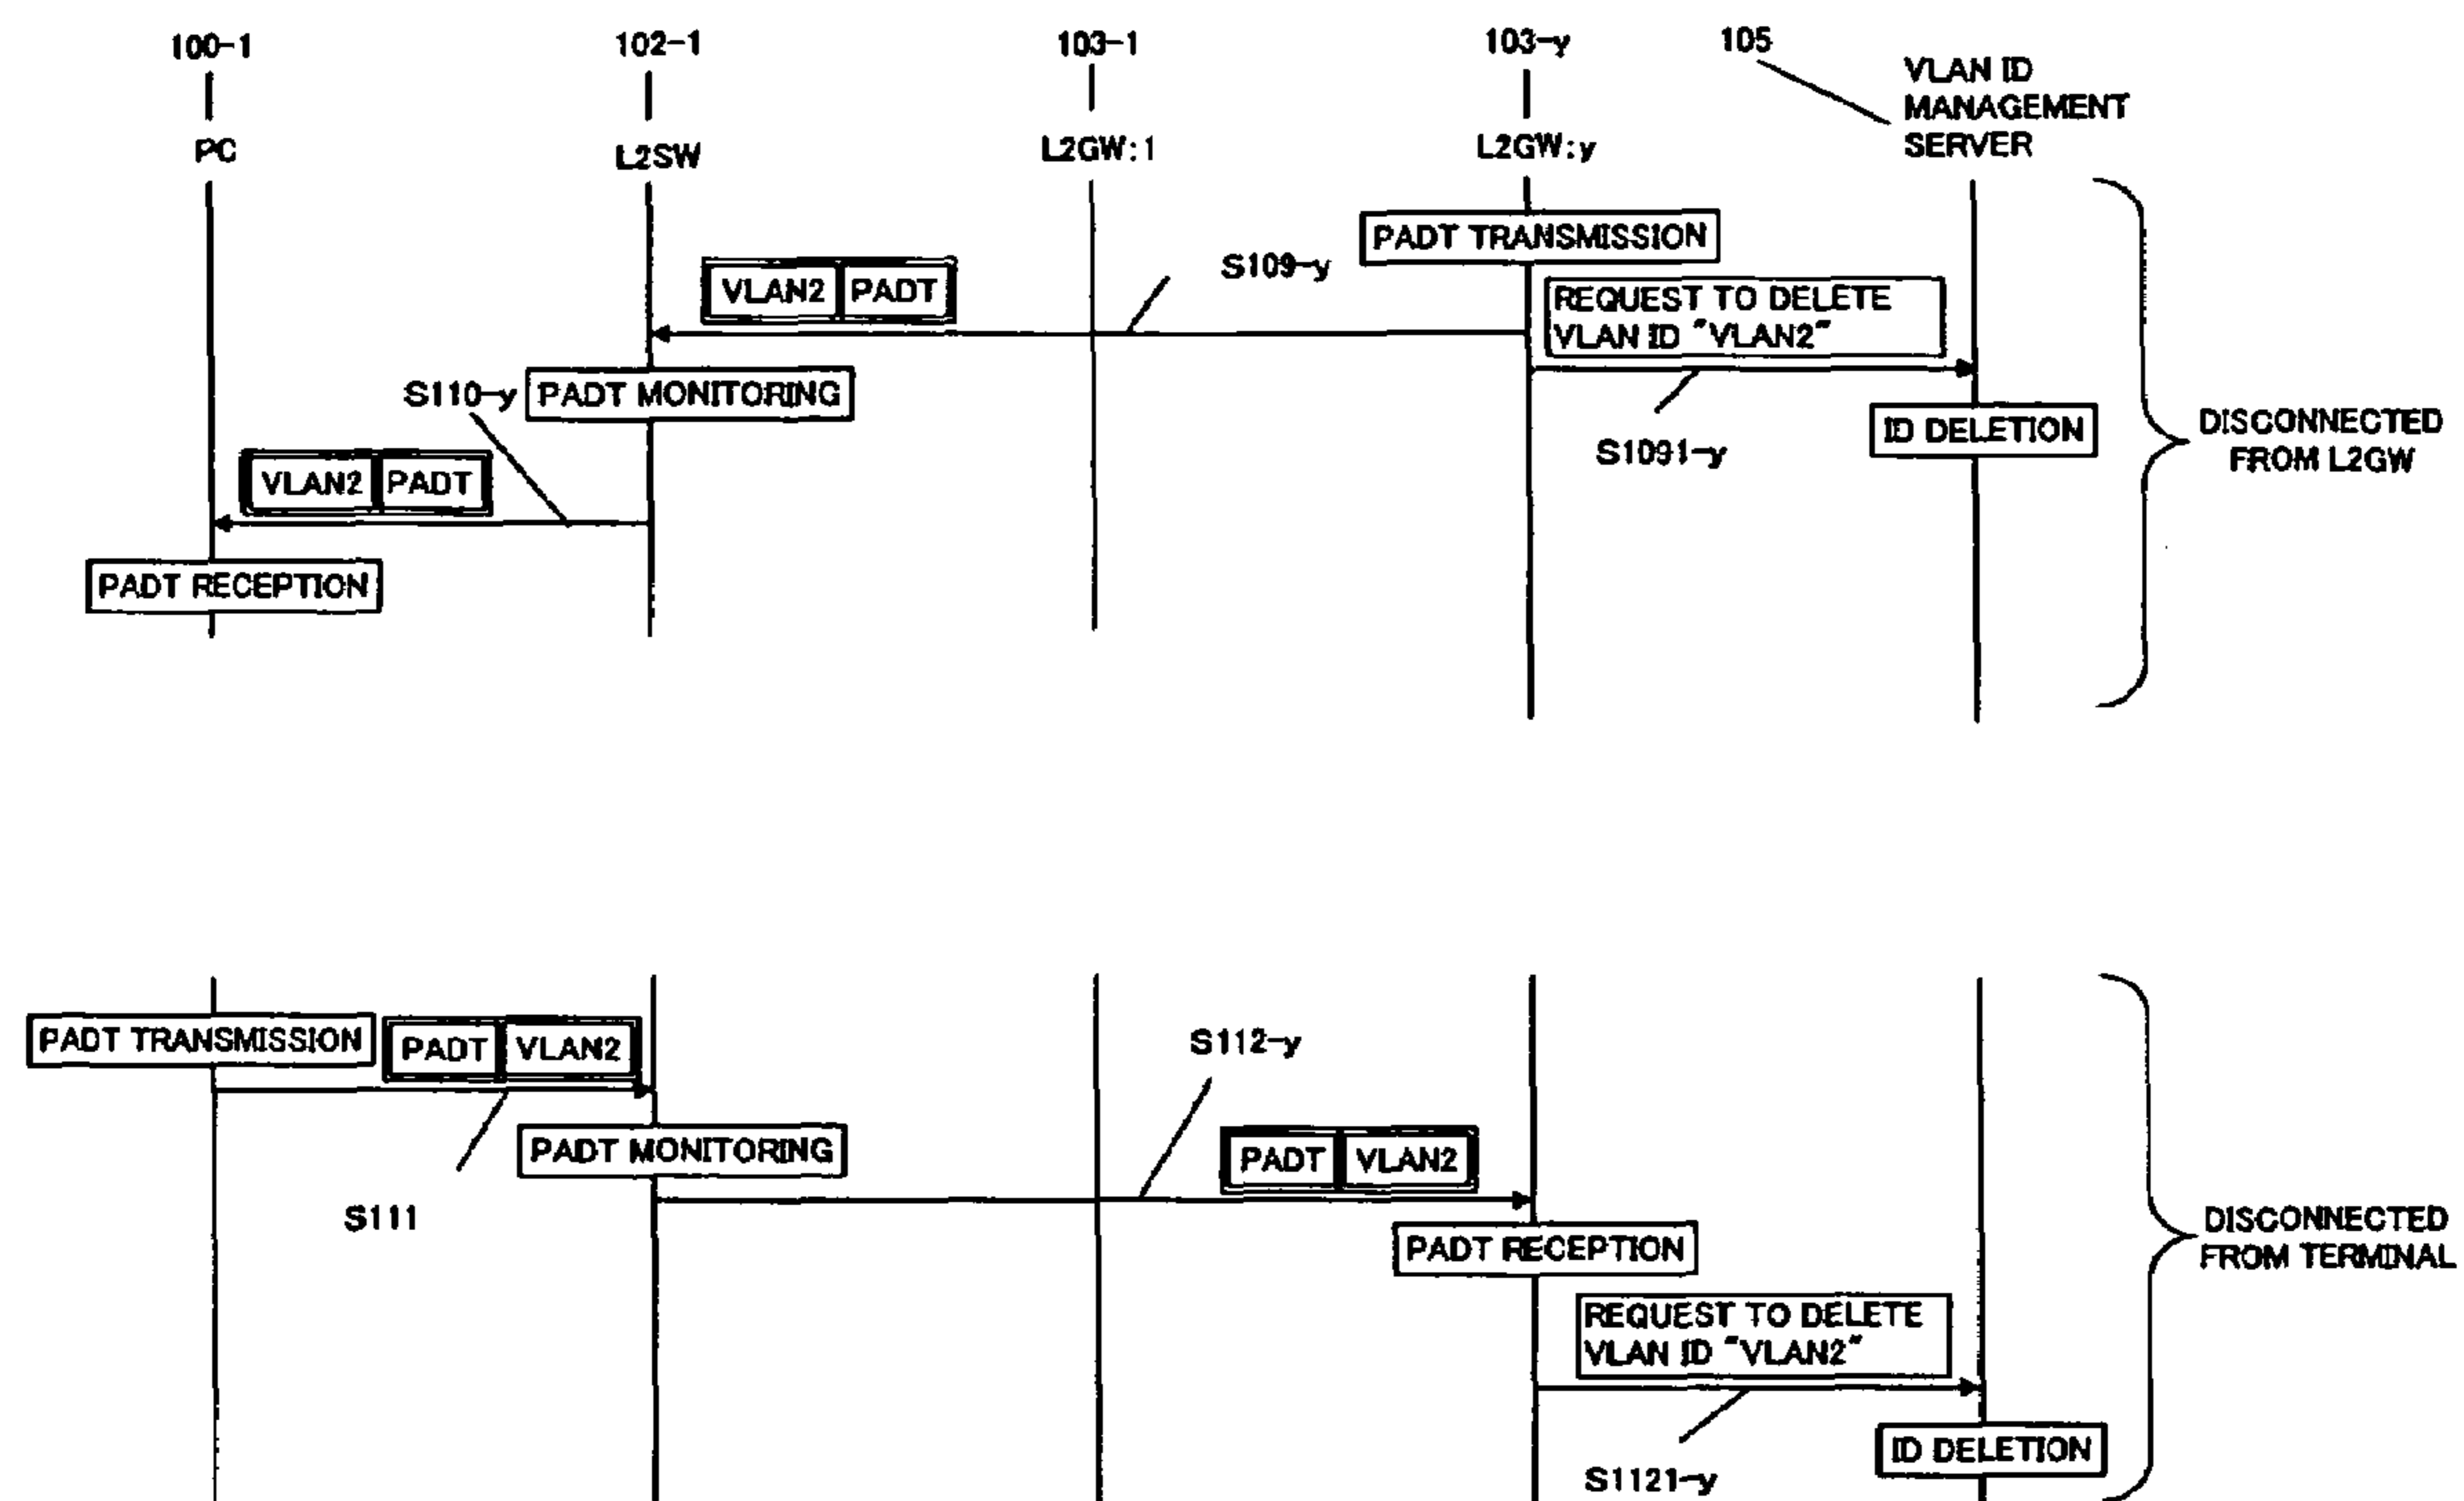 100-1
102-1
103-1
103-y
105
VLAN ID
MANAGEMENT
SERVER
PC
L2SW
L2GW:1
L2GW:y
PADT TRANSMISSION
S109-y
VLAN2 PADT
REQUEST TO DELETE
VLAN ID "VLAN2"
S110-y
PADT MONITORING
S1091-y
ID DELETION
DISCONNECTED
FROM L2GW
VLAN2 PADT
PADT RECEPTION
PADT TRANSMISSION
PADT VLAN2
S112-y
PADT MONITORING
PADT VLAN2
S111
PADT RECEPTION
DISCONNECTED
FROM TERMINAL
REQUEST TO DELETE
VLAN ID "VLAN2"
ID DELETION
S1121-y